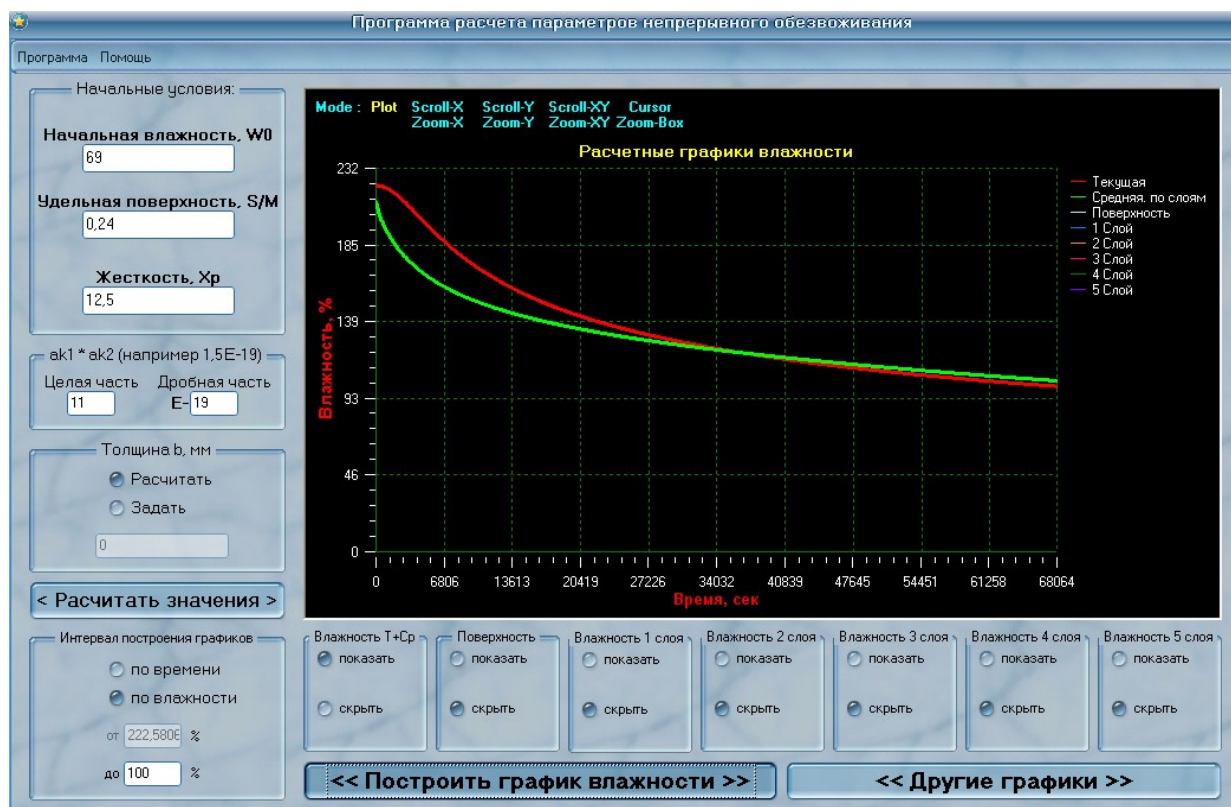 Программа расчета параметров непрерывного обезвоживания
Программа Помощь
Начальные условия:
Начальная влажность, W0
69
Удельная поверхность, S/M
0,24
Жесткость, Xp
12,5
ak1 * ak2 (например 1,5E-19)
Целая часть Дробная часть
11 E- 19
Толщина b, мм
Расчитать
Задать
0
< Расчитать значения >
Интервал построения графиков
по времени
по влажности
от 222,580 %
до 100 %
Mode : Plot Scroll-X Scroll-Y Scroll-XY Cursor
Zoom-X Zoom-Y Zoom-XY Zoom-Box
Расчетные графики влажности
Влажность, %
232
185
139
93
46
0
0 6806 13613 20419 27226 34032 40839 47645 54451 61258 68064
Время, сек
Текущая
Средняя. по слоям
Поверхность
1 Слой
2 Слой
3 Слой
4 Слой
5 Слой
Влажность Т+Ср Поверхность Влажность 1 слоя Влажность 2 слоя Влажность 3 слоя Влажность 4 слоя Влажность 5 слоя
показать показать показать показать показать показать показать
скрыть скрыть скрыть скрыть скрыть скрыть скрыть
<< Построить график влажности >> << Другие графики >>